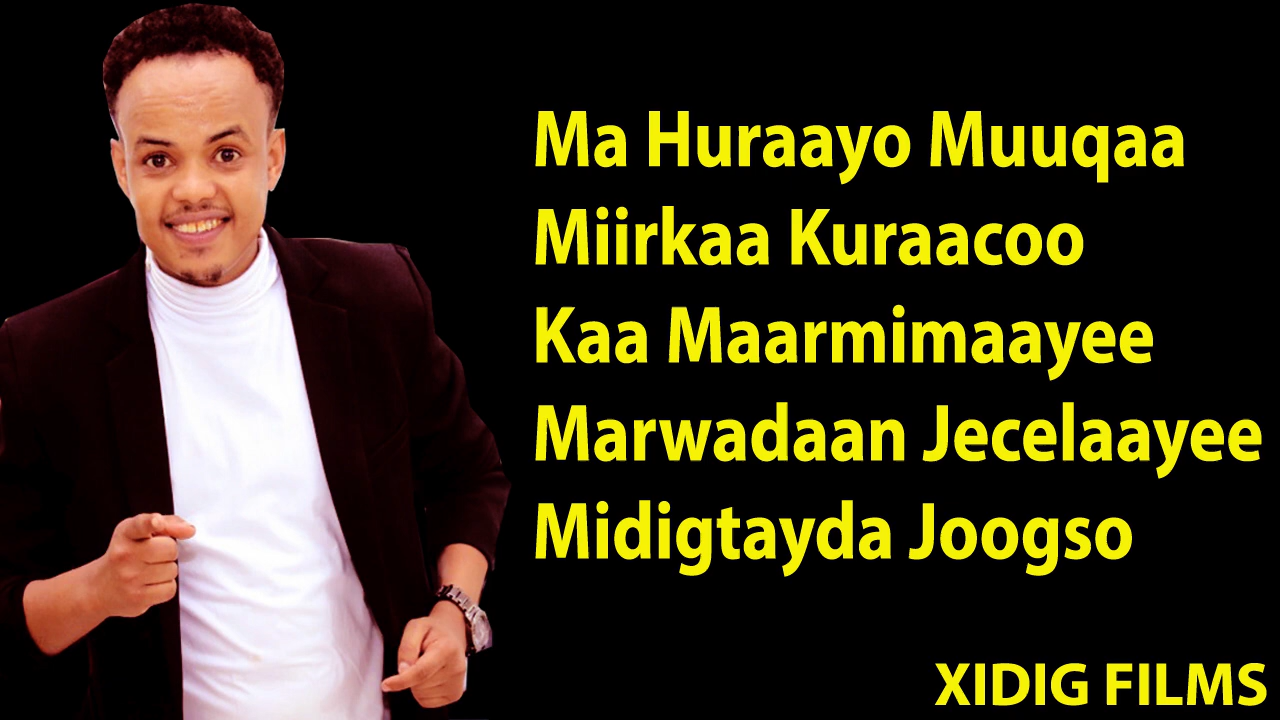 Ma Huraayo Muuqaa
Miirkaa Kuraacoo
Kaa Maarmimaayee
Marwadaan Jecelaayee
Midigtayda Joogso
XIDIG FILMS